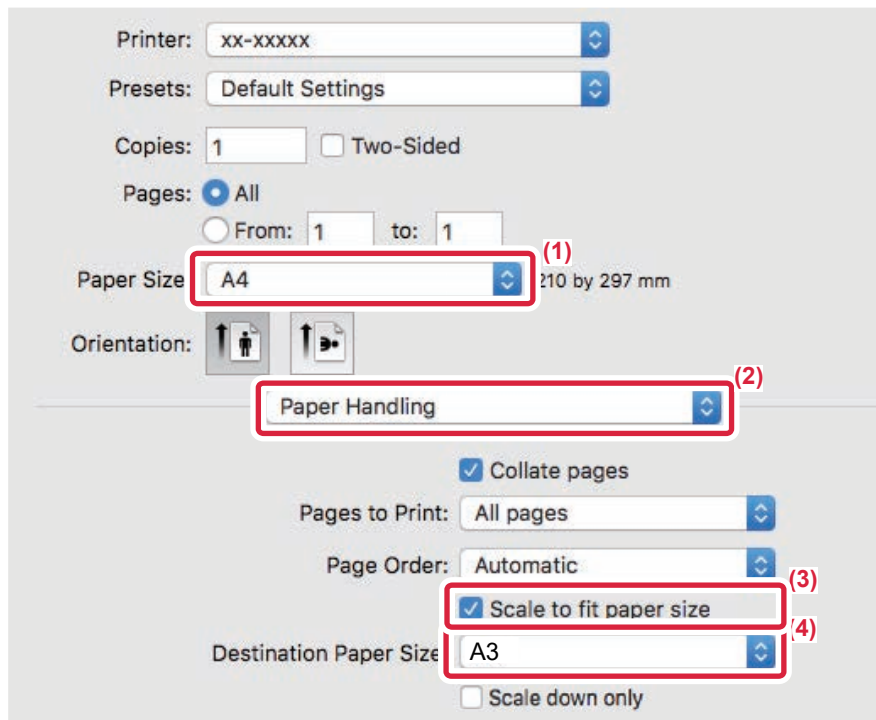 Printer: xx-xxxxx
Presets: Default Settings
Copies: 1 Two-Sided
Pages: All
From: 1 to: 1
(1)
Paper Size A4 210 by 297 mm
Orientation:
(2)
Paper Handling
Collate pages
Pages to Print: All pages
Page Order: Automatic
(3)
Scale to fit paper size
(4)
Destination Paper Size A3
Scale down only